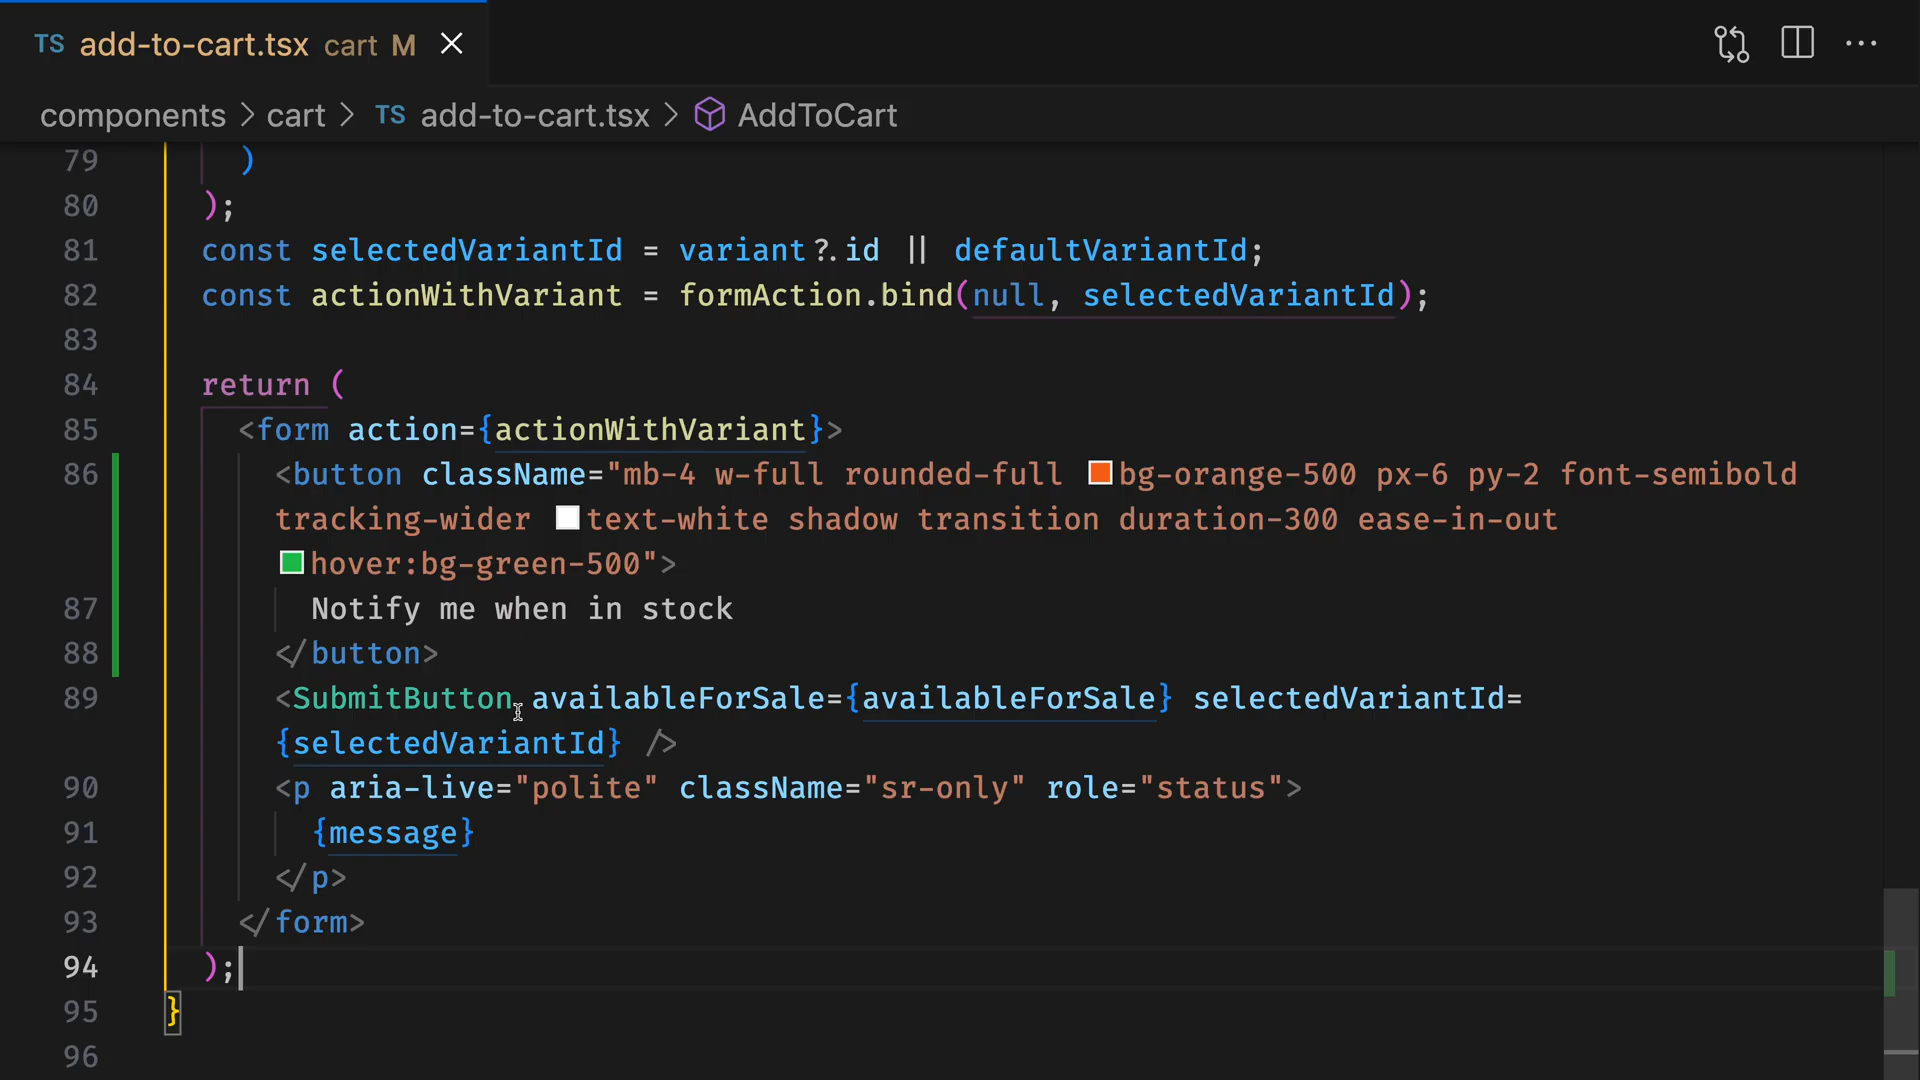 TS add-to-cart.tsx cart M
components > cart > TS add-to-cart.tsx > AddToCart
79 )
80 );
81 const selectedVariantId = variant?.id || defaultVariantId;
82 const actionWithVariant = formAction.bind(null, selectedVariantId);
83
84 return (
85 <form action={actionWithVariant}>
86 <button className="mb-4 w-full rounded-full bg-orange-500 px-6 py-2 font-semibold
tracking-wider text-white shadow transition duration-300 ease-in-out
hover:bg-green-500">
87 Notify me when in stock
88 </button>
89 <SubmitButton availableForSale={availableForSale} selectedVariantId=
{selectedVariantId} />
90 <p aria-live="polite" className="sr-only" role="status">
91 {message}
92 </p>
93 </form>
94 );
95 }
96